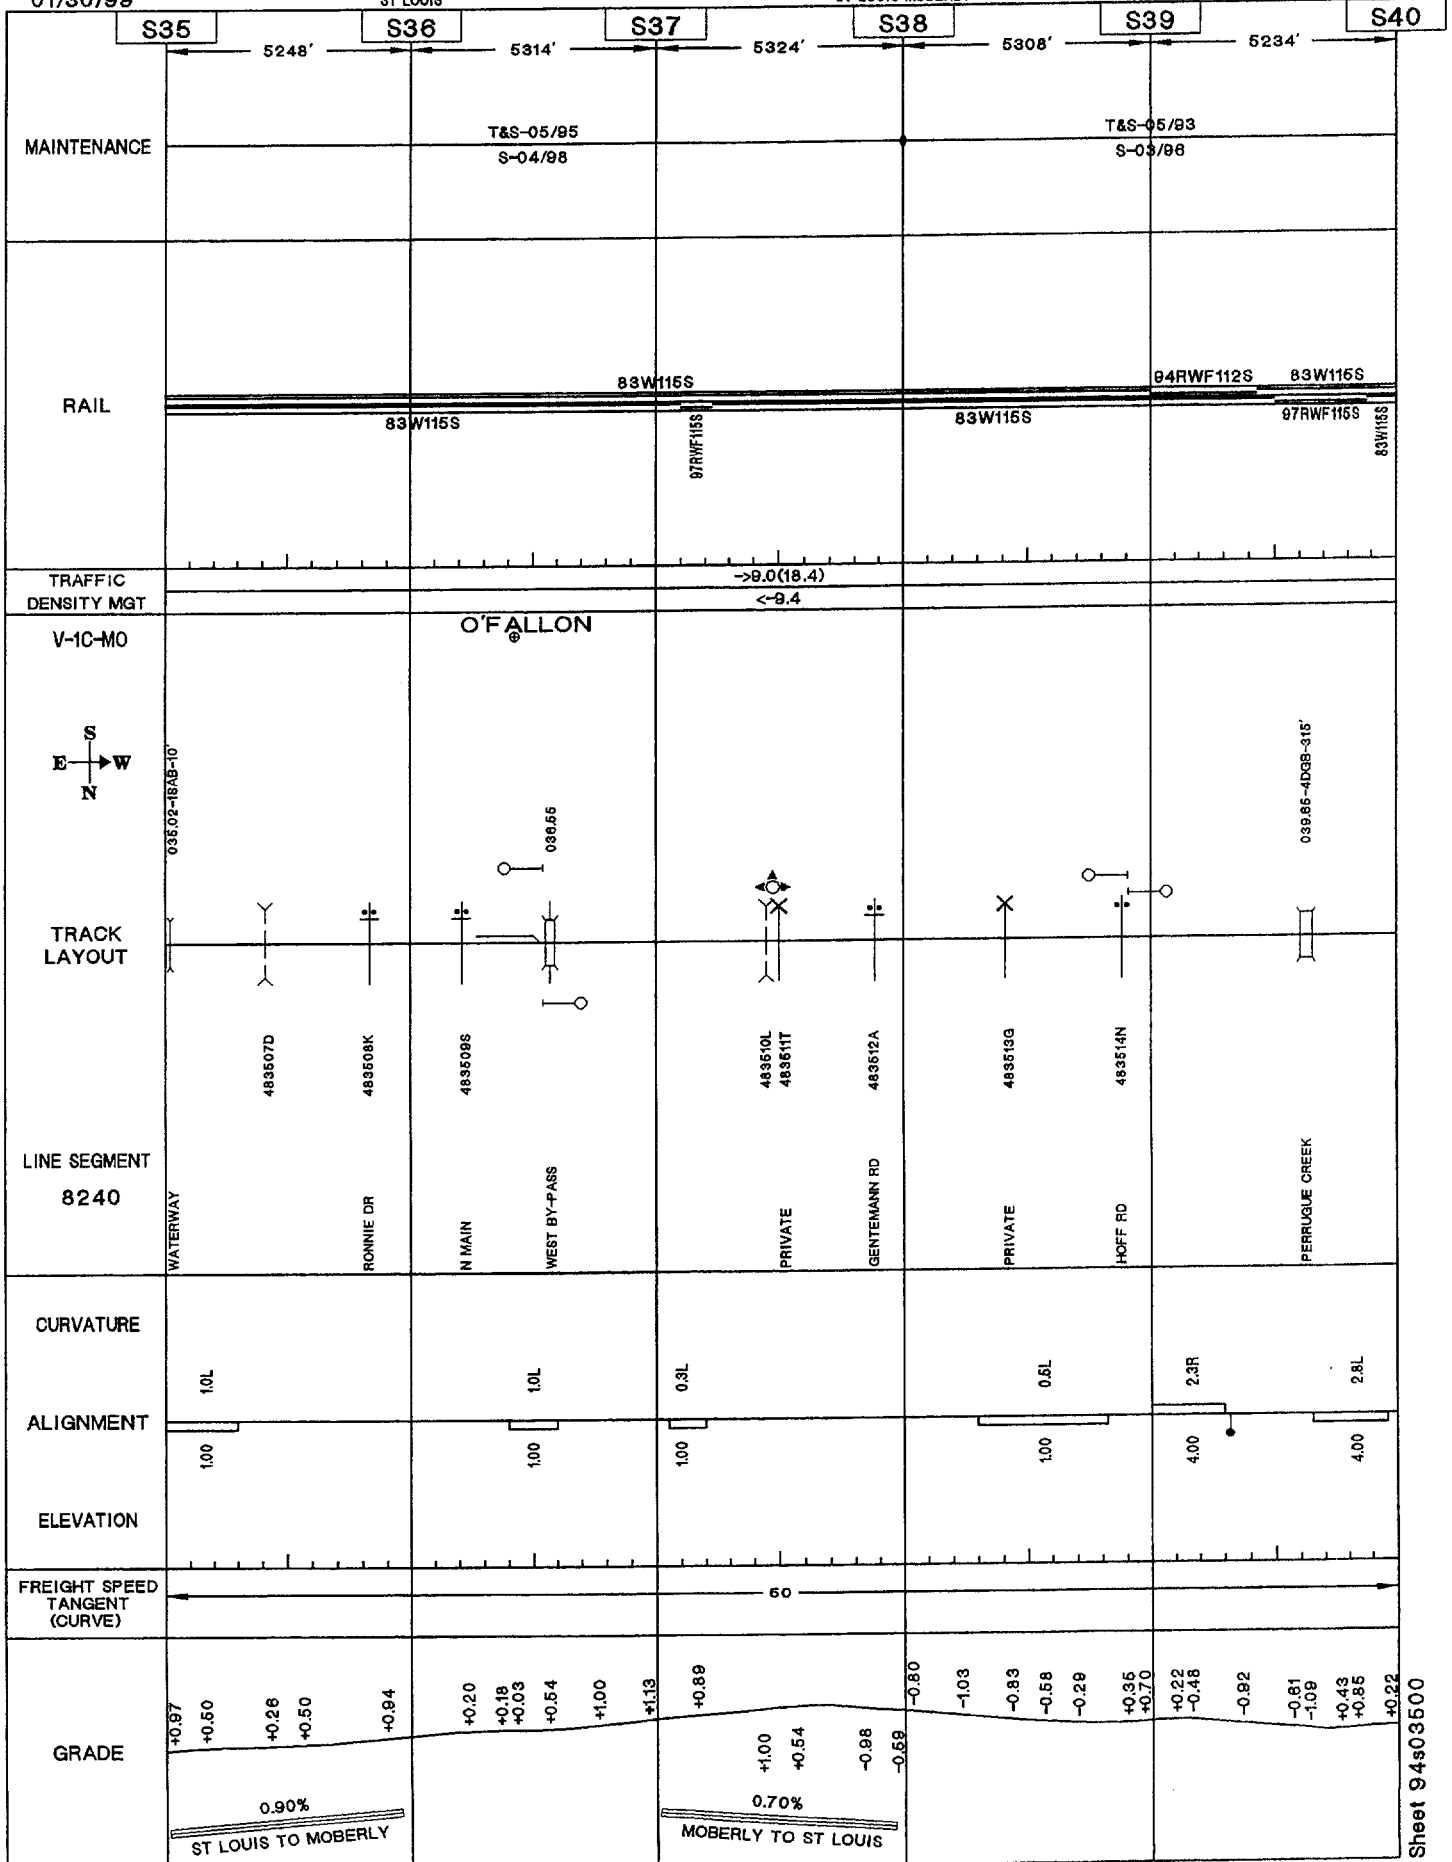 01/30/99
ST LOUIS
S35 S36 S37 S38 S39 S40
5248' 5314' 5324' 5308' 5234'
MAINTENANCE
T&S-05/95
S-04/98
T&S-05/93
S-03/96
RAIL
83W115S
94RWF112S 83W115S
83W115S
97RWF115S
83W115S
97RWF115S
83W115S
TRAFFIC
DENSITY MGT
->9.0(18.4)
<-9.4
V-1C-MO
O'FALLON
S
E W
N
035.02-18AB-10'
036.55
039.65-4DGB-315'
TRACK
LAYOUT
483507D
483508K
483509S
483510L
483511T
483512A
483513G
483514N
LINE SEGMENT
8240
WATERWAY
RONNIE DR
N MAIN
WEST BY-PASS
PRIVATE
GENTEMANN RD
PRIVATE
HOFF RD
PERRUQUE CREEK
CURVATURE
1.0L 1.0L 0.3L 0.5L 2.3R 2.8L
ALIGNMENT
1.00 1.00 1.00 1.00 4.00 4.00
ELEVATION
FREIGHT SPEED
TANGENT
(CURVE)
60
GRADE
+0.97 +0.50 +0.26 +0.50 +0.94 +0.20 +0.18 +0.03 +0.54 +1.00 +1.13 +0.89
+1.00 +0.54 -0.98 -0.59
-0.80 -1.03 -0.83 -0.58 -0.29 +0.35 +0.70 +0.22 -0.48 -0.92 -0.61 -1.09 +0.43 +0.85 +0.22
0.90%
ST LOUIS TO MOBERLY
0.70%
MOBERLY TO ST LOUIS
Sheet 94s03500